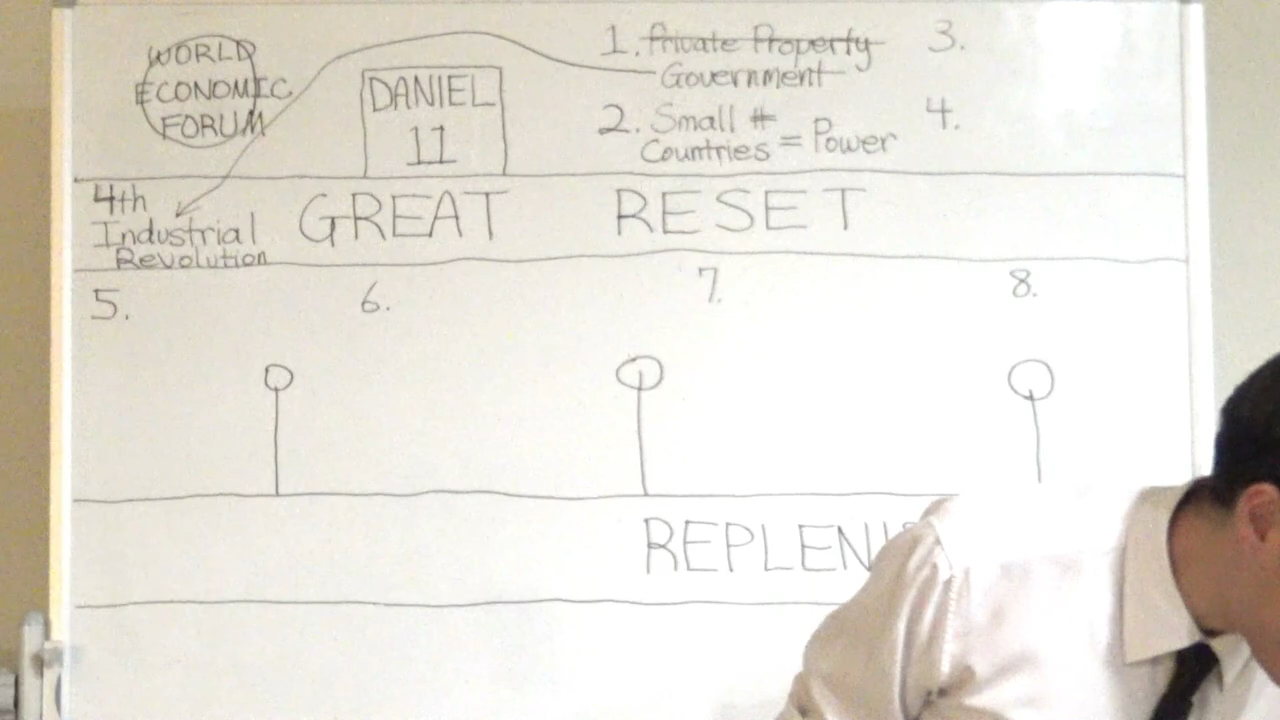 WORLD
ECONOMIC
FORUM
DANIEL
11
1. Private Property
Government
2. Small #
Countries = Power
3.
4.
4th
Industrial
Revolution
GREAT RESET
5.
6.
7.
8.
REPLENI